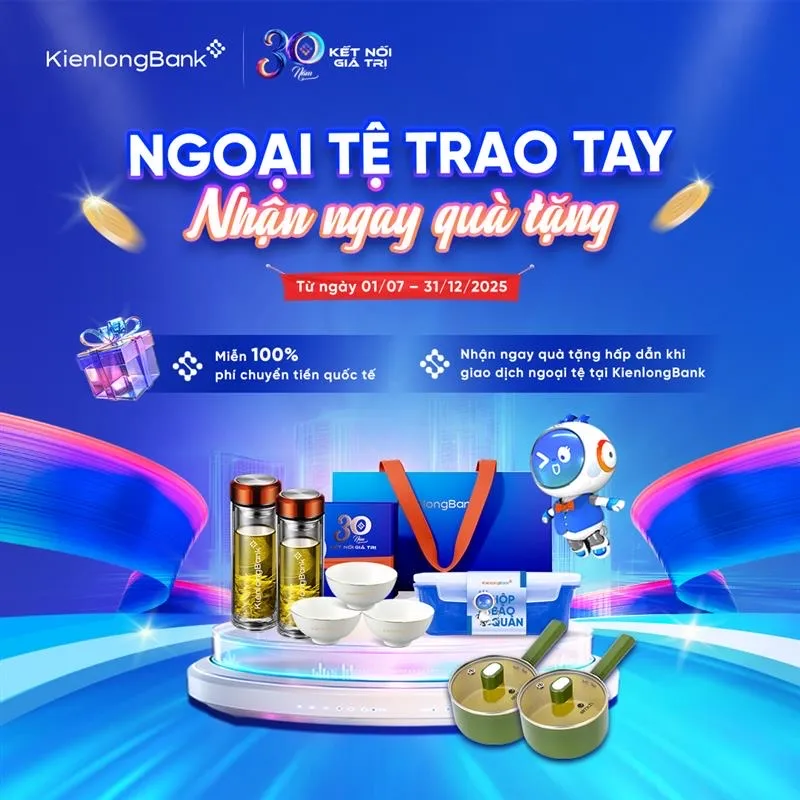 KienlongBank
30 Năm
KẾT NỐI
GIÁ TRỊ
NGOẠI TỆ TRAO TAY
Nhận ngay quà tặng
Từ ngày 01/07 – 31/12/2025
Miễn 100%
phí chuyển tiền quốc tế
Nhận ngay quà tặng hấp dẫn khi
giao dịch ngoại tệ tại KienlongBank
KienlongBank
KienlongBank
30 Năm
KẾT NỐI GIÁ TRỊ
enlongBank
KienlongBank
HỘP
BẢO
QUẢN